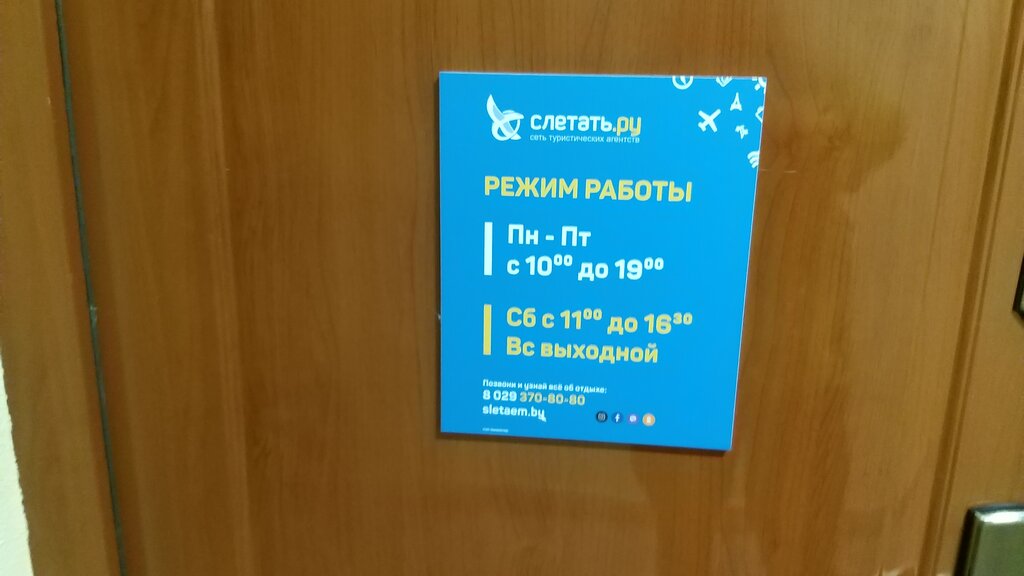 слетать.ру
сеть туристических агентств
РЕЖИМ РАБОТЫ
Пн - Пт
с 10⁰⁰ до 19⁰⁰
Сб с 11⁰⁰ до 16³⁰
Вс выходной
Позвони и узнай всё об отдыхе:
8 029 370-80-80
sletaem.by